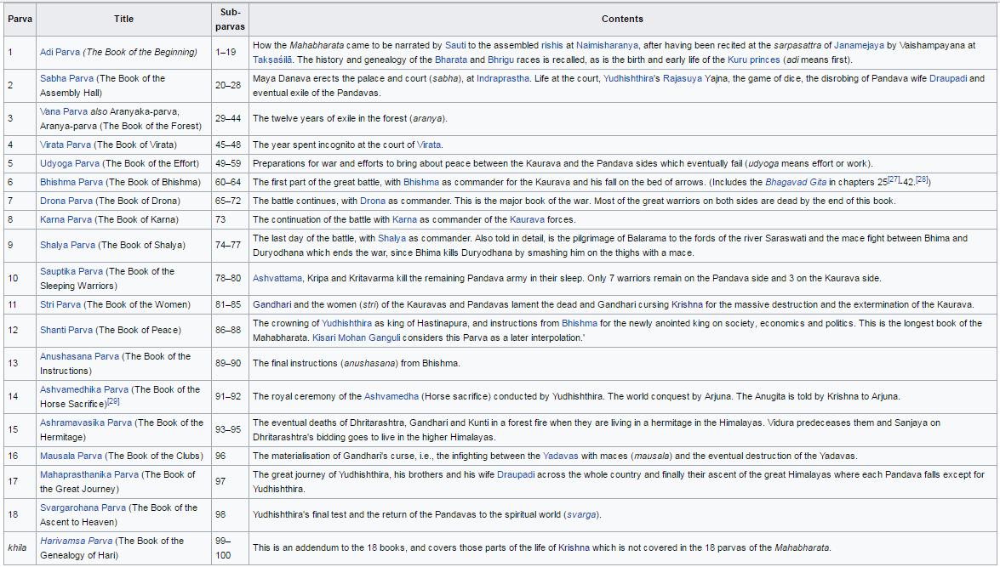 Parva Title Sub-parvas Contents
1 Adi Parva (The Book of the Beginning) 1–19 How the Mahabharata came to be narrated by Sauti to the assembled rishis at Naimisharanya, after having been recited at the sarpasattra of Janamejaya by Vaishampayana at
Takṣaśilā. The history and genealogy of the Bharata and Bhrigu races is recalled, as is the birth and early life of the Kuru princes (adi means first).
2 Sabha Parva (The Book of the
Assembly Hall) 20–28 Maya Danava erects the palace and court (sabha), at Indraprastha. Life at the court, Yudhishthira's Rajasuya Yajna, the game of dice, the disrobing of Pandava wife Draupadi and
eventual exile of the Pandavas.
3 Vana Parva also Aranyaka-parva,
Aranya-parva (The Book of the Forest) 29–44 The twelve years of exile in the forest (aranya).
4 Virata Parva (The Book of Virata) 45–48 The year spent incognito at the court of Virata.
5 Udyoga Parva (The Book of the Effort) 49–59 Preparations for war and efforts to bring about peace between the Kaurava and the Pandava sides which eventually fail (udyoga means effort or work).
6 Bhishma Parva (The Book of Bhishma) 60–64 The first part of the great battle, with Bhishma as commander for the Kaurava and his fall on the bed of arrows. (Includes the Bhagavad Gita in chapters 25[27]-42.[28])
7 Drona Parva (The Book of Drona) 65–72 The battle continues, with Drona as commander. This is the major book of the war. Most of the great warriors on both sides are dead by the end of this book.
8 Karna Parva (The Book of Karna) 73 The continuation of the battle with Karna as commander of the Kaurava forces.
9 Shalya Parva (The Book of Shalya) 74–77 The last day of the battle, with Shalya as commander. Also told in detail, is the pilgrimage of Balarama to the fords of the river Saraswati and the mace fight between Bhima and
Duryodhana which ends the war, since Bhima kills Duryodhana by smashing him on the thighs with a mace.
10 Sauptika Parva (The Book of the
Sleeping Warriors) 78–80 Ashvattama, Kripa and Kritavarma kill the remaining Pandava army in their sleep. Only 7 warriors remain on the Pandava side and 3 on the Kaurava side.
11 Stri Parva (The Book of the Women) 81–85 Gandhari and the women (stri) of the Kauravas and Pandavas lament the dead and Gandhari cursing Krishna for the massive destruction and the extermination of the Kaurava.
12 Shanti Parva (The Book of Peace) 86–88 The crowning of Yudhishthira as king of Hastinapura, and instructions from Bhishma for the newly anointed king on society, economics and politics. This is the longest book of the
Mahabharata. Kisari Mohan Ganguli considers this Parva as a later interpolation.'
13 Anushasana Parva (The Book of the
Instructions) 89–90 The final instructions (anushasana) from Bhishma.
14 Ashvamedhika Parva (The Book of the
Horse Sacrifice)[29] 91–92 The royal ceremony of the Ashvamedha (Horse sacrifice) conducted by Yudhishthira. The world conquest by Arjuna. The Anugita is told by Krishna to Arjuna.
15 Ashramavasika Parva (The Book of the
Hermitage) 93–95 The eventual deaths of Dhritarashtra, Gandhari and Kunti in a forest fire when they are living in a hermitage in the Himalayas. Vidura predeceases them and Sanjaya on
Dhritarashtra's bidding goes to live in the higher Himalayas.
16 Mausala Parva (The Book of the Clubs) 96 The materialisation of Gandhari's curse, i.e., the infighting between the Yadavas with maces (mausala) and the eventual destruction of the Yadavas.
17 Mahaprasthanika Parva (The Book of
the Great Journey) 97 The great journey of Yudhishthira, his brothers and his wife Draupadi across the whole country and finally their ascent of the great Himalayas where each Pandava falls except for
Yudhishthira.
18 Svargarohana Parva (The Book of the
Ascent to Heaven) 98 Yudhishthira's final test and the return of the Pandavas to the spiritual world (svarga).
khila Harivamsa Parva (The Book of the
Genealogy of Hari) 99–100 This is an addendum to the 18 books, and covers those parts of the life of Krishna which is not covered in the 18 parvas of the Mahabharata.